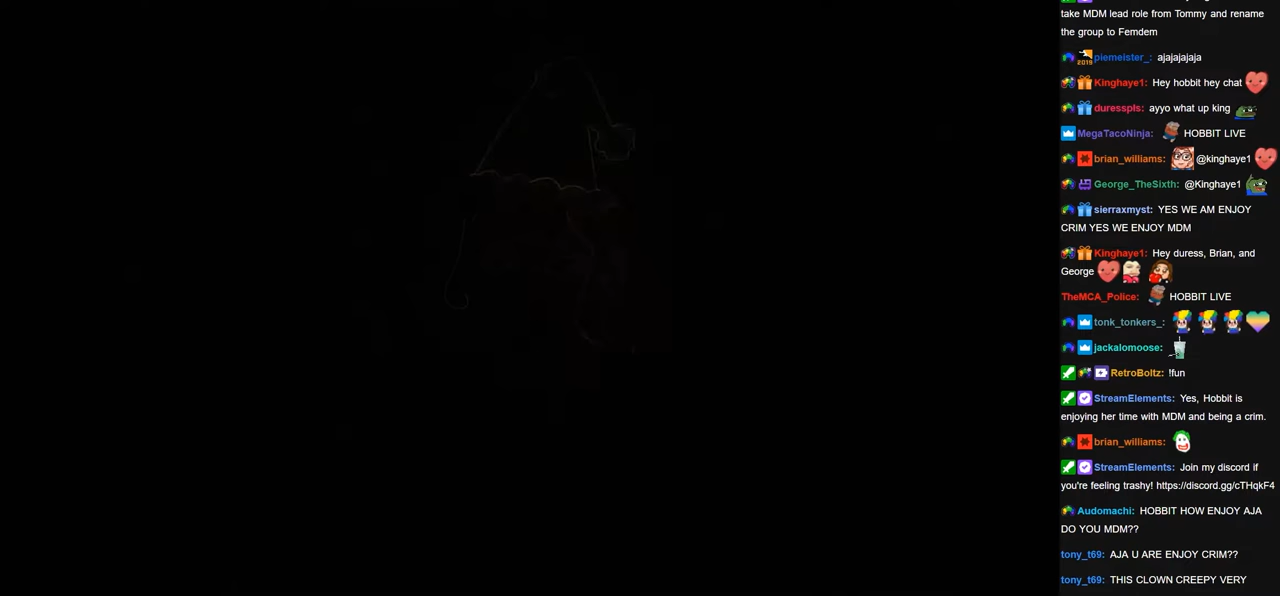 take MDM lead role from Tommy and rename
the group to Femdem
2019 piemeister_: ajajajajaja
Kinghaye1: Hey hobbit hey chat
duresspls: ayyo what up king
MegaTacoNinja: HOBBIT LIVE
brian_williams: @kinghaye1
George_TheSixth: @Kinghaye1
sierraxmyst: YES WE AM ENJOY
CRIM YES WE ENJOY MDM
Kinghaye1: Hey duress, Brian, and
George
TheMCA_Police: HOBBIT LIVE
tonk_tonkers_:
jackalomoose:
RetroBoltz: !fun
StreamElements: Yes, Hobbit is
enjoying her time with MDM and being a crim.
brian_williams:
StreamElements: Join my discord if
you're feeling trashy! https://discord.gg/cTHqkF4
Audomachi: HOBBIT HOW ENJOY AJA
DO YOU MDM??
tony_t69: AJA U ARE ENJOY CRIM??
tony_t69: THIS CLOWN CREEPY VERY